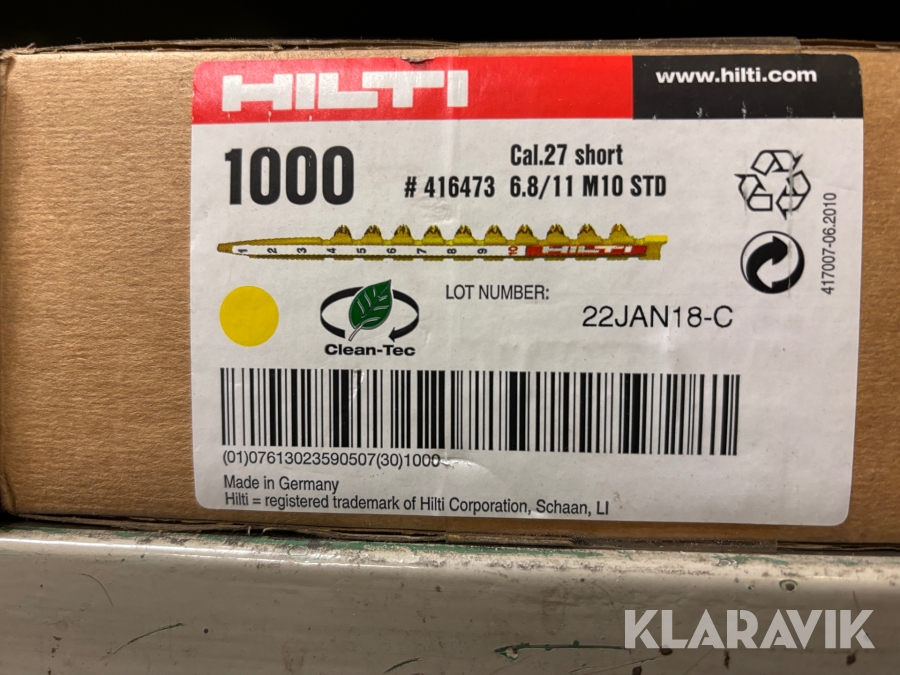 HILTI
www.hilti.com
1000
Cal.27 short
# 416473 6.8/11 M10 STD
417007-06.2010
1 2 3 4 5 6 7 8 9 10 HILTI
LOT NUMBER:
22JAN18-C
Clean-Tec
(01)07613023590507(30)1000
Made in Germany
Hilti = registered trademark of Hilti Corporation, Schaan, LI
KLARAVIK